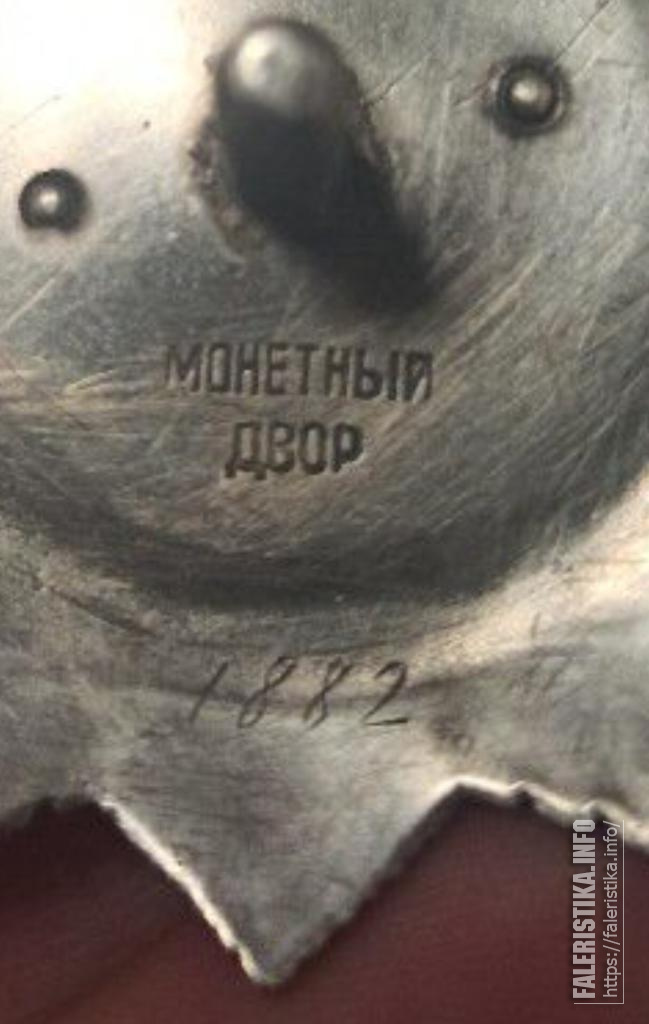 МОНЕТНЫЙ
ДВОР
1882
FALERISTIKA.INFO
https://faleristika.info/